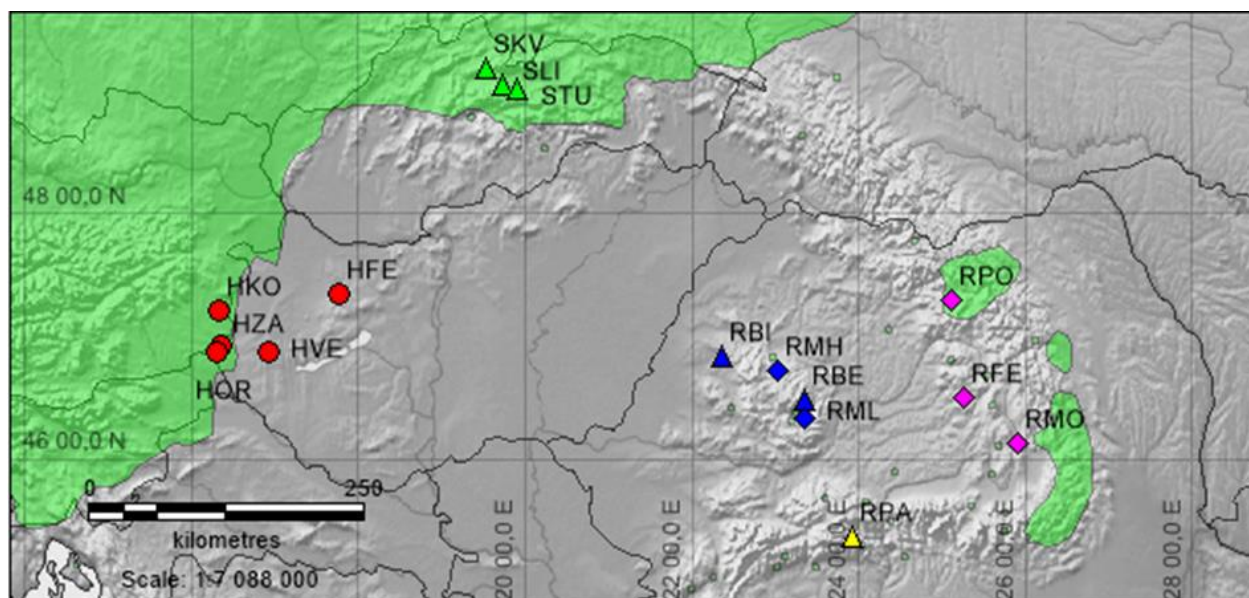 SKV
SLI
STU
48 00,0 N
HKO
HFE
RPO
HZA
HVE
RBI
RMH
HOR
RBE
RFE
RML
RMO
46 00,0 N
0 250
kilometres
Scale: 1:7 088 000
20 00,0 E
22 00,0 E
24 00,0 E
26 00,0 E
28 00,0 E
RPA